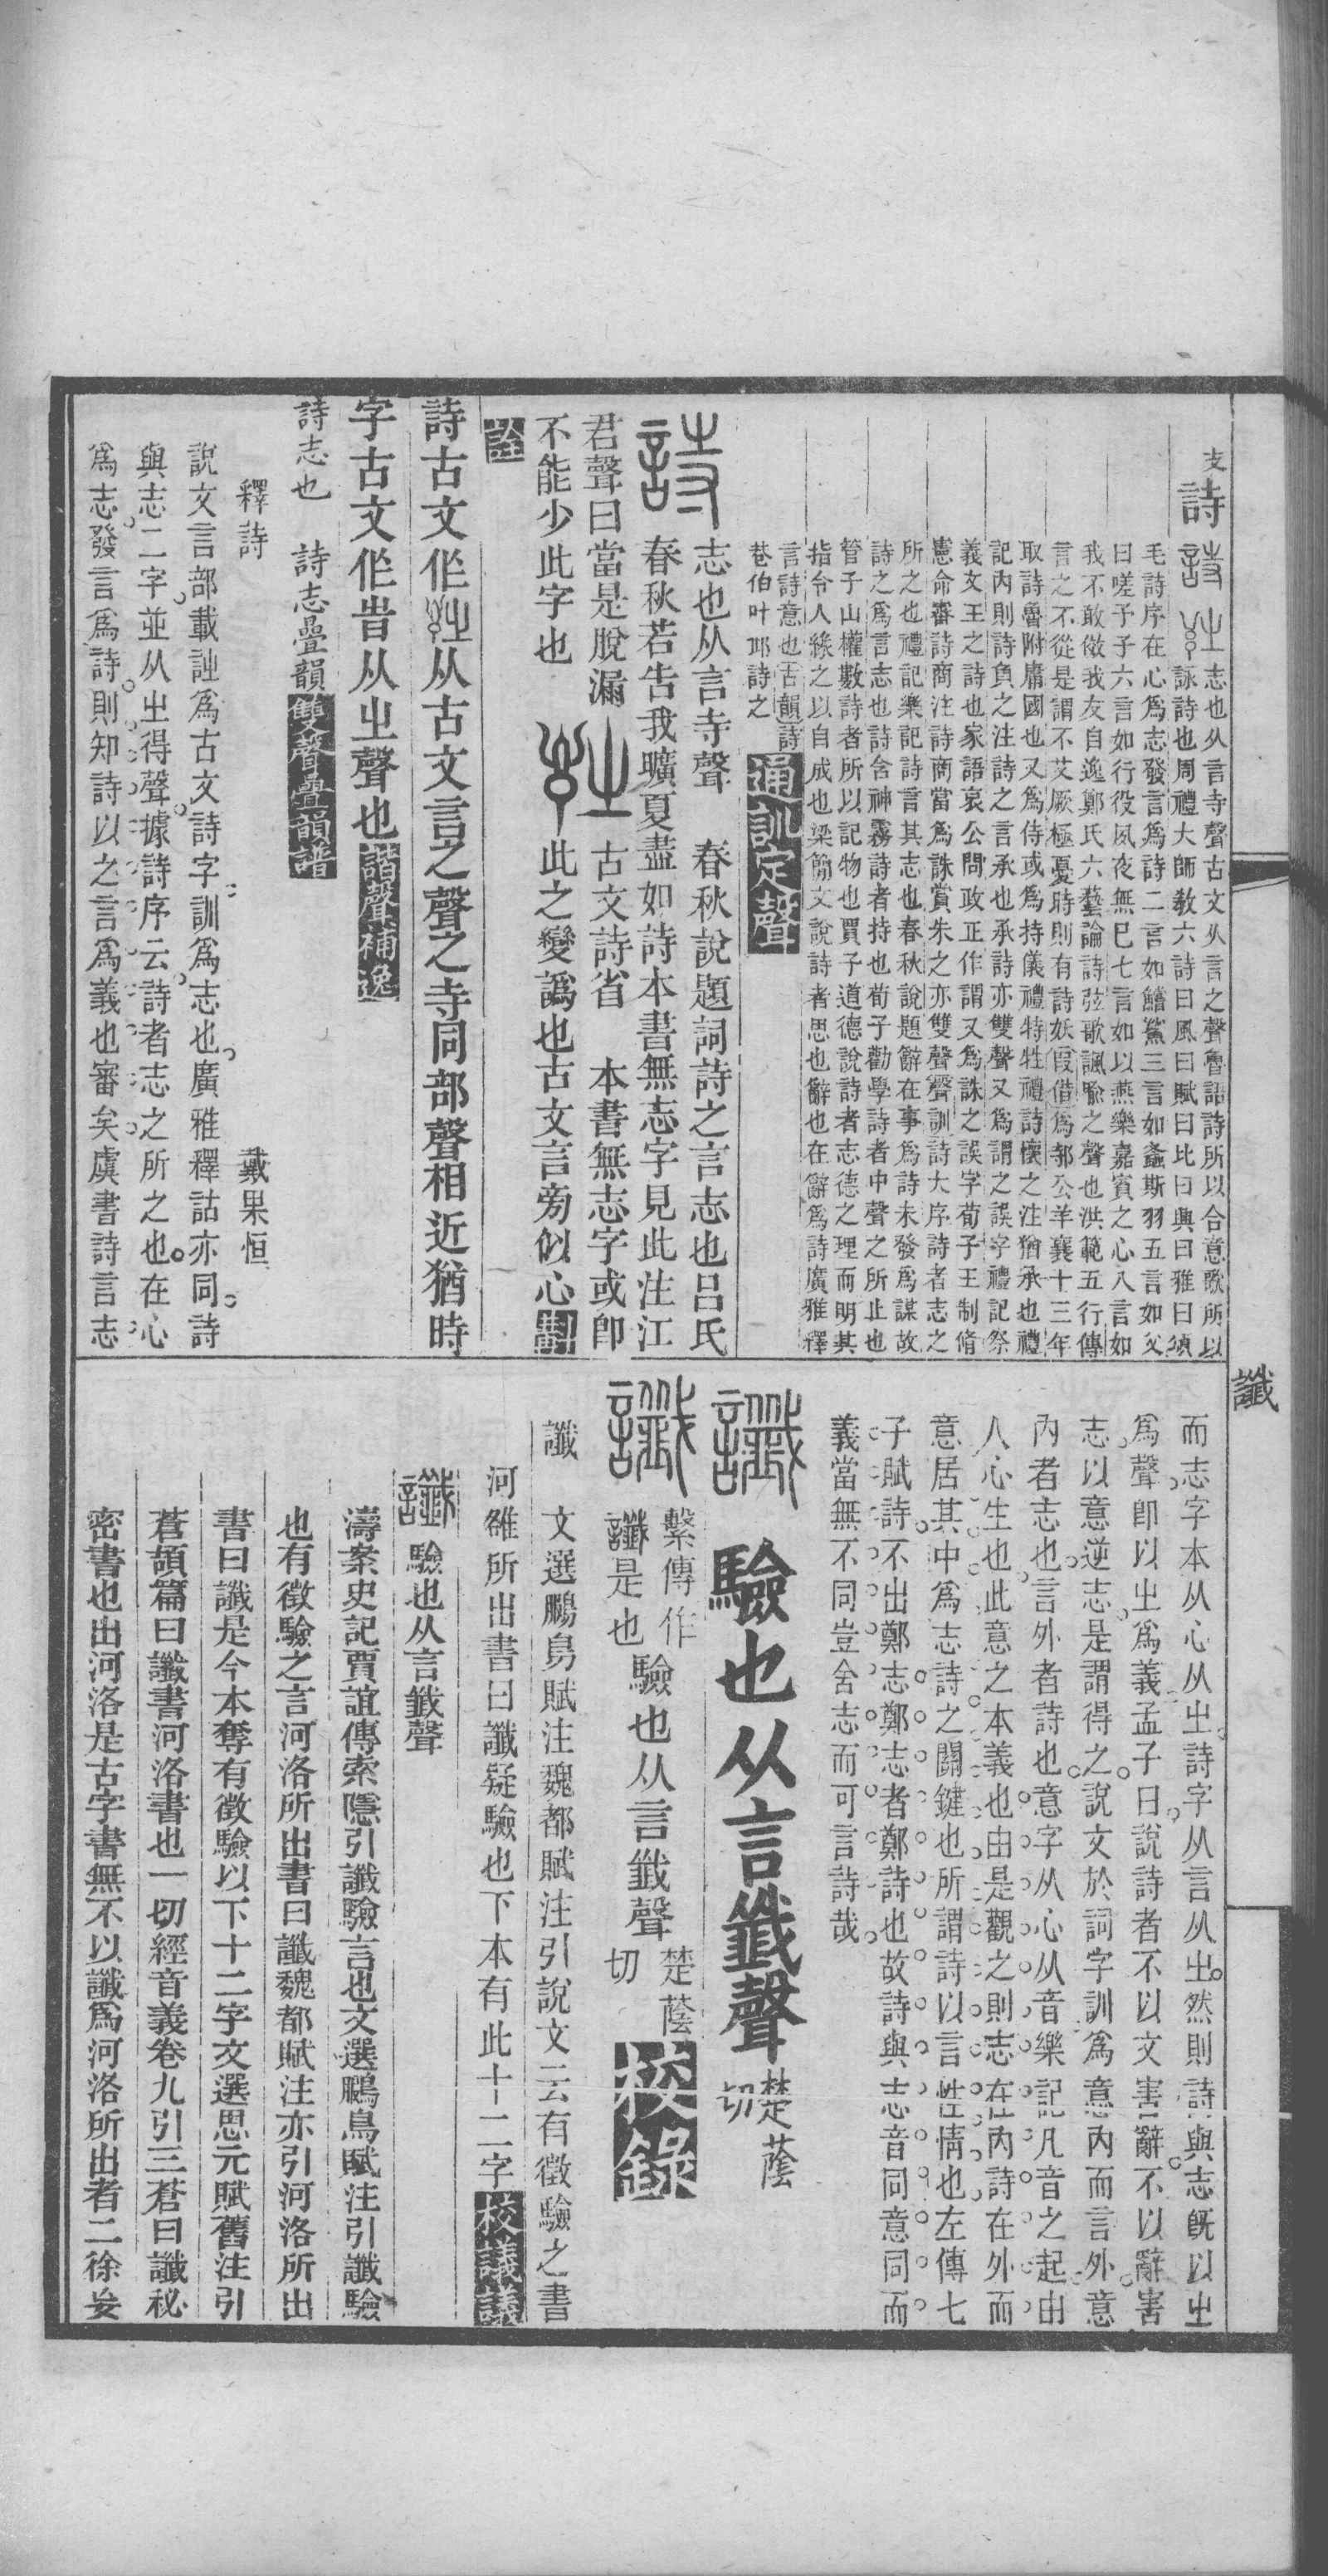 支詩
志也从言寺聲古文从言之聲魯語詩所以合意歌所以
詠詩也周禮大師教六詩曰風曰賦曰比曰興曰雅曰頌
毛詩序在心爲志發言爲詩二言如鱨鯊三言如螽斯羽五言如父
曰嗟予子六言如行役夙夜無已七言如以燕樂嘉賓之心八言如
我不敢傚我友自逸鄭氏六藝論詩弦歌諷喻之聲也洪範五行傳
言之不從是謂不艾厥極憂時則有詩妖假借爲邿公羊襄十三年
取詩魯附庸國也又爲侍或爲持儀禮特牲禮詩懷之注猶承也禮
記內則詩負之注詩之言承也承詩亦雙聲又爲謂之誤字禮記祭
義文王之詩也家語哀公問政正作謂又爲誅之誤字荀子王制脩
憲命審詩商注詩商當爲誅賞朱之亦雙聲聲訓詩大序詩者志之
所之也禮記樂記詩言其志也春秋說題辭在事爲詩未發爲謀故
詩之爲言志也詩含神霧詩者持也荀子勸學詩者中聲之所止也
管子山權數詩者所以記物也賈子道德說詩者志德之理而明其
指令人緣之以自成也梁簡文說詩者思也辭也在辭爲詩廣雅釋
言詩意也古韻詩
巷伯叶邱詩之
通訓定聲
詩 志也从言寺聲 春秋說題詞詩之言志也呂氏
春秋若告我曠夏盡如詩本書無志字見此注江
君聲曰當是脫漏 𧥳 古文詩省 本書無志字或卽
不能少此字也 此之變譌也古文言旁似心
斠
詮
詩古文作𧥳从古文言之聲之寺同部聲相近猶時
字古文作旹从㞢聲也諧聲補逸
詩志也 詩志疊韻雙聲疊韻譜
釋詩 戴果恒
說文言部載訨爲古文詩字訓爲志也廣雅釋詁亦同詩
與志二字並从㞢得聲據詩序云詩者志之所之也在心
爲志發言爲詩則知詩以之言爲義也審矣虞書詩言志
讖
而志字本从心从㞢詩字从言从㞢然則詩與志旣以㞢
爲聲卽以㞢爲義孟子曰說詩者不以文害辭不以辭害
志以意逆志是謂得之說文於詞字訓爲意內而言外意
內者志也言外者詩也意字从心从音樂記凡音之起由
人心生也此意之本義也由是觀之則志在內詩在外而
意居其中爲志詩之關鍵也所謂詩以言性情也左傳七
子賦詩不出鄭志鄭志者鄭詩也故詩與志音同意同而
義當無不同豈舍志而可言詩哉
讖 驗也从言韱聲楚蔭切
讖 繫傳作讖是也 驗也从言韱聲楚蔭切校錄
讖 文選鵩鳥賦注魏都賦注引說文云有徵驗之書
河雒所出書曰讖疑驗也下本有此十二字校議議
讖 驗也从言韱聲
濤案史記賈誼傳索隱引讖驗言也文選鵩鳥賦注引讖驗
也有徵驗之言河洛所出書曰讖魏都賦注亦引河洛所出
書曰讖是今本奪有徵驗以下十二字文選思元賦舊注引
蒼頡篇曰讖書河洛書也一切經音義卷九引三蒼曰讖祕
密書也出河洛是古字書無不以讖爲河洛所出者二徐妄